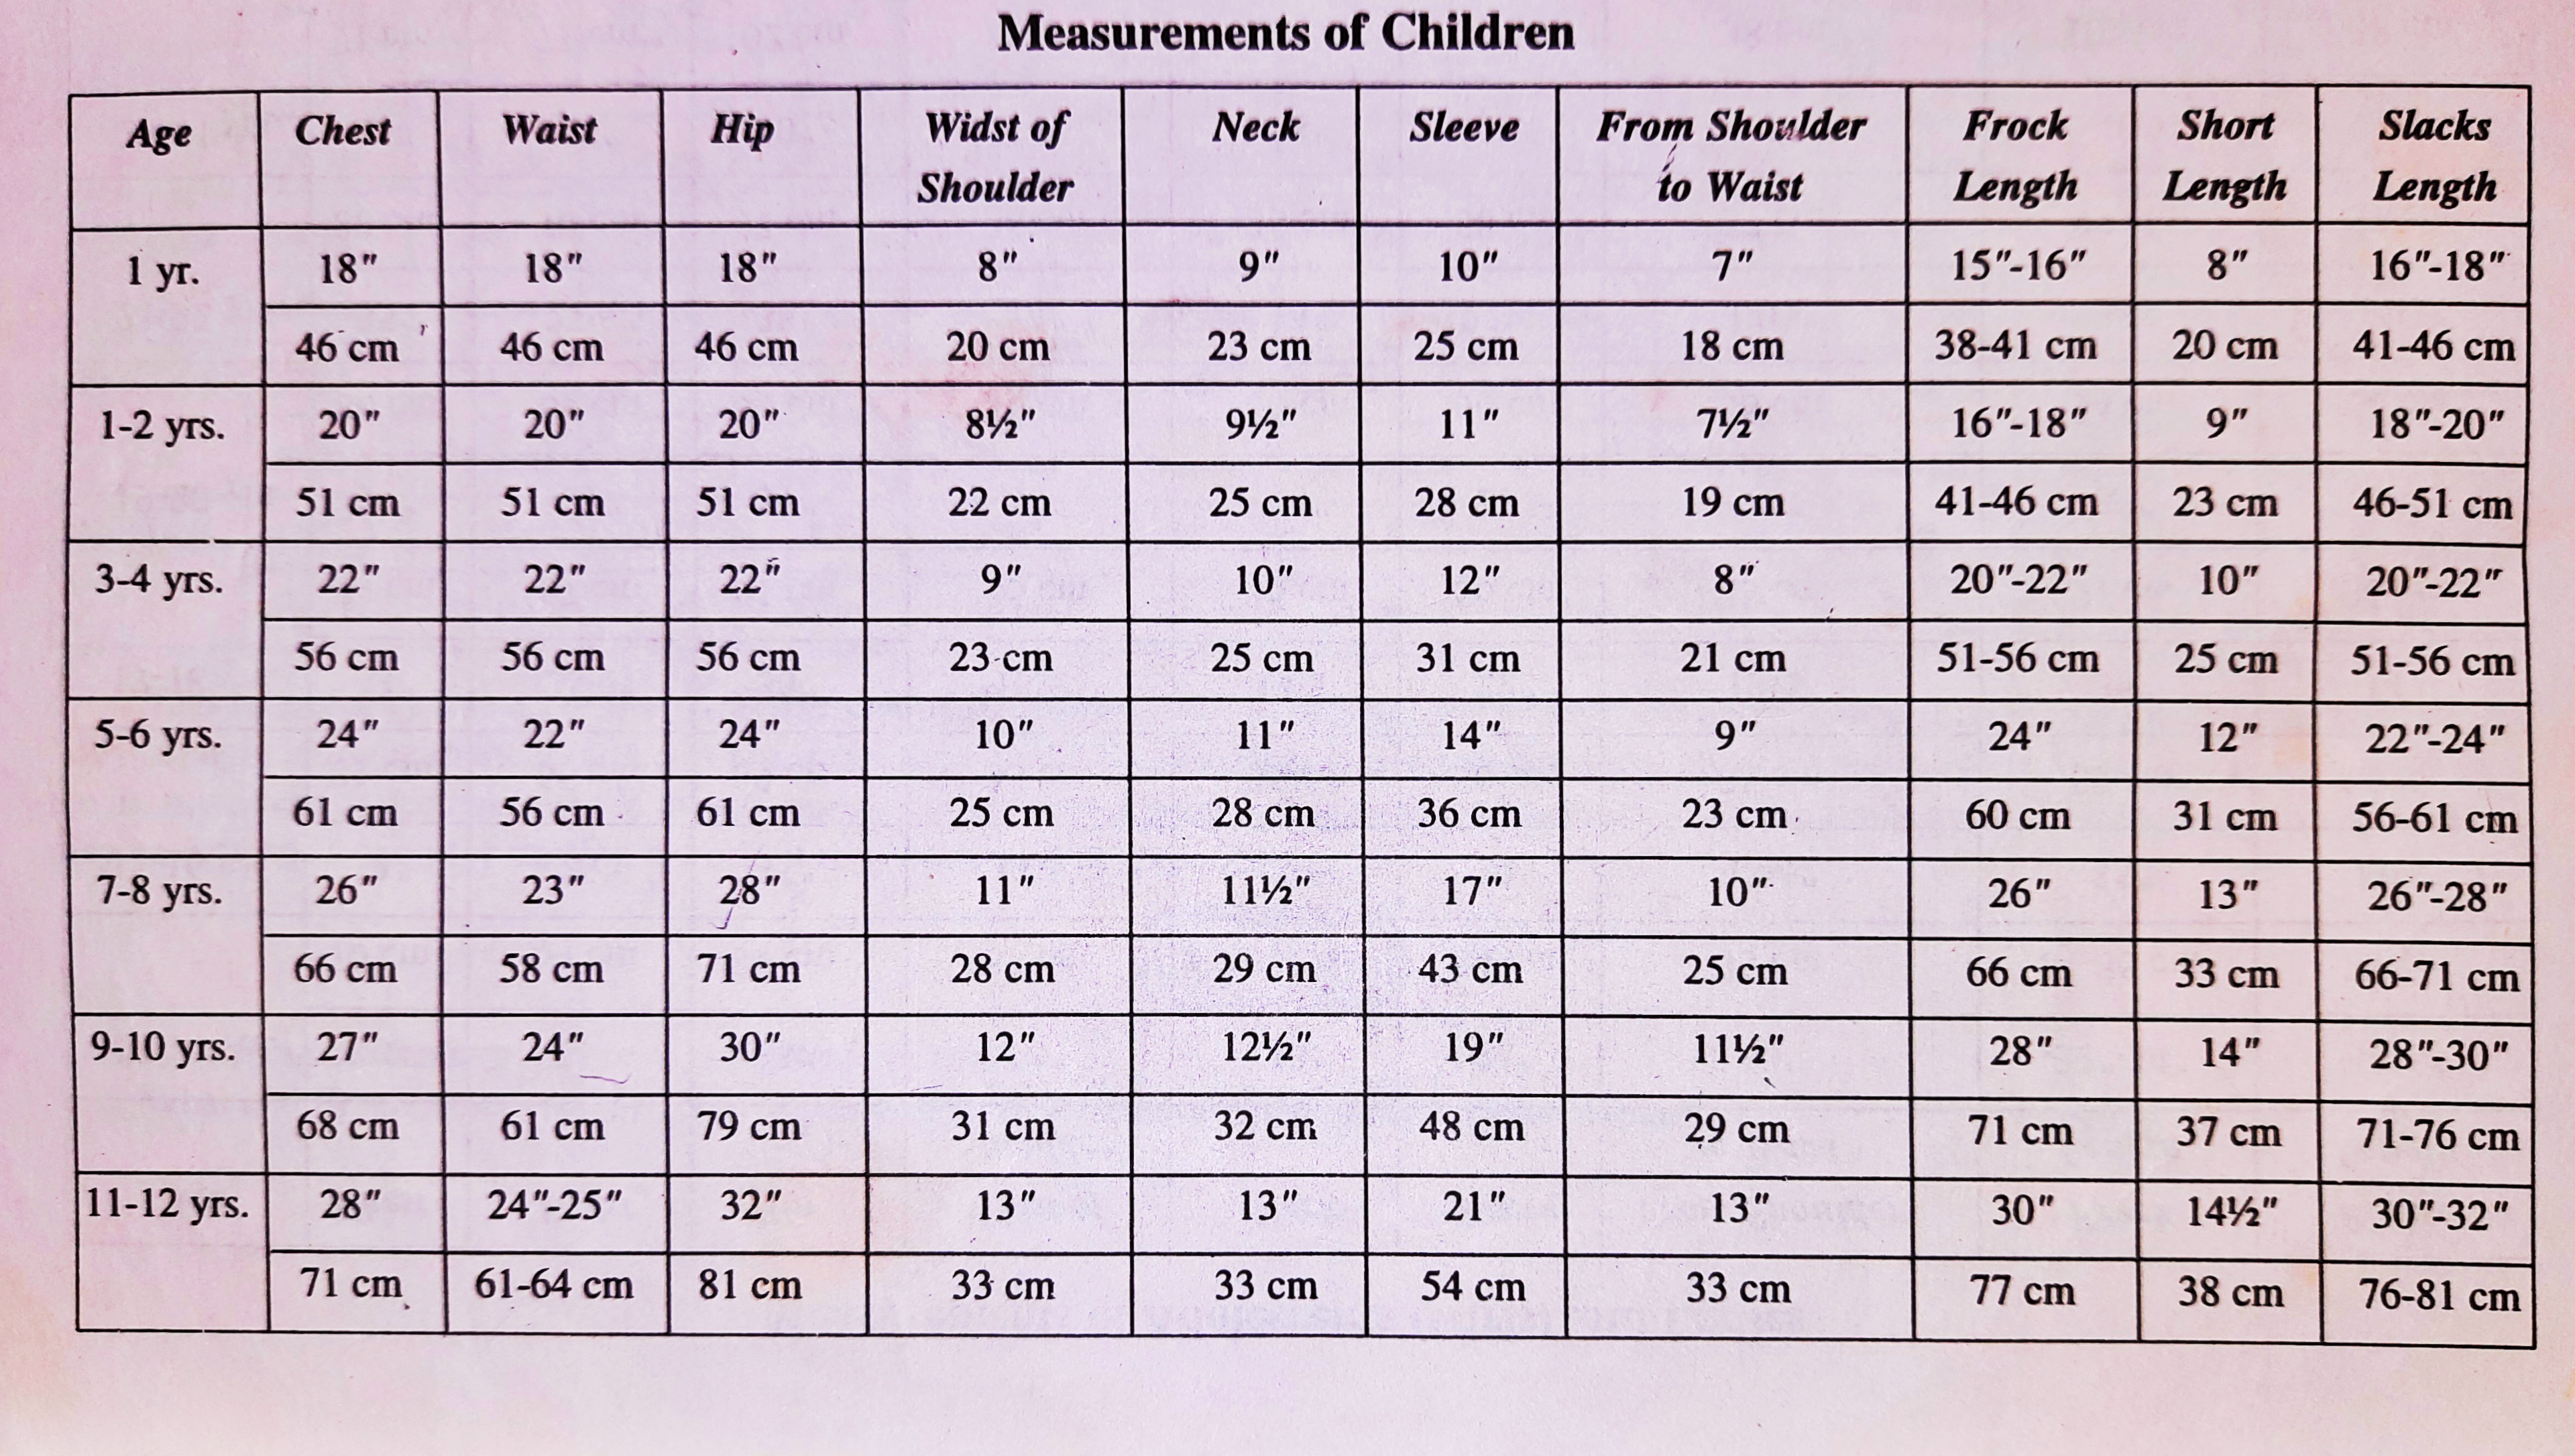 Measurements of Children
Age Chest Waist Hip Widst of Shoulder Neck Sleeve From Shoulder to Waist Frock Length Short Length Slacks Length
1 yr. 18" 18" 18" 8" 9" 10" 7" 15"-16" 8" 16"-18"
46 cm 46 cm 46 cm 20 cm 23 cm 25 cm 18 cm 38-41 cm 20 cm 41-46 cm
1-2 yrs. 20" 20" 20" 8½" 9½" 11" 7½" 16"-18" 9" 18"-20"
51 cm 51 cm 51 cm 22 cm 25 cm 28 cm 19 cm 41-46 cm 23 cm 46-51 cm
3-4 yrs. 22" 22" 22" 9" 10" 12" 8" 20"-22" 10" 20"-22"
56 cm 56 cm 56 cm 23 cm 25 cm 31 cm 21 cm 51-56 cm 25 cm 51-56 cm
5-6 yrs. 24" 22" 24" 10" 11" 14" 9" 24" 12" 22"-24"
61 cm 56 cm 61 cm 25 cm 28 cm 36 cm 23 cm 60 cm 31 cm 56-61 cm
7-8 yrs. 26" 23" 28" 11" 11½" 17" 10" 26" 13" 26"-28"
66 cm 58 cm 71 cm 28 cm 29 cm 43 cm 25 cm 66 cm 33 cm 66-71 cm
9-10 yrs. 27" 24" 30" 12" 12½" 19" 11½" 28" 14" 28"-30"
68 cm 61 cm 79 cm 31 cm 32 cm 48 cm 29 cm 71 cm 37 cm 71-76 cm
11-12 yrs. 28" 24"-25" 32" 13" 13" 21" 13" 30" 14½" 30"-32"
71 cm 61-64 cm 81 cm 33 cm 33 cm 54 cm 33 cm 77 cm 38 cm 76-81 cm